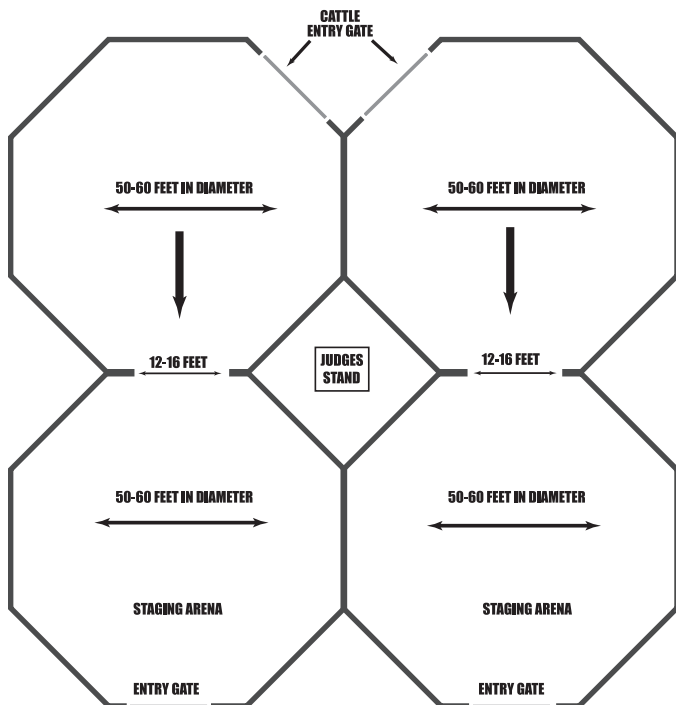 CATTLE
ENTRY GATE
50-60 FEET IN DIAMETER
50-60 FEET IN DIAMETER
12-16 FEET
JUDGES
STAND
12-16 FEET
50-60 FEET IN DIAMETER
50-60 FEET IN DIAMETER
STAGING ARENA
STAGING ARENA
ENTRY GATE
ENTRY GATE